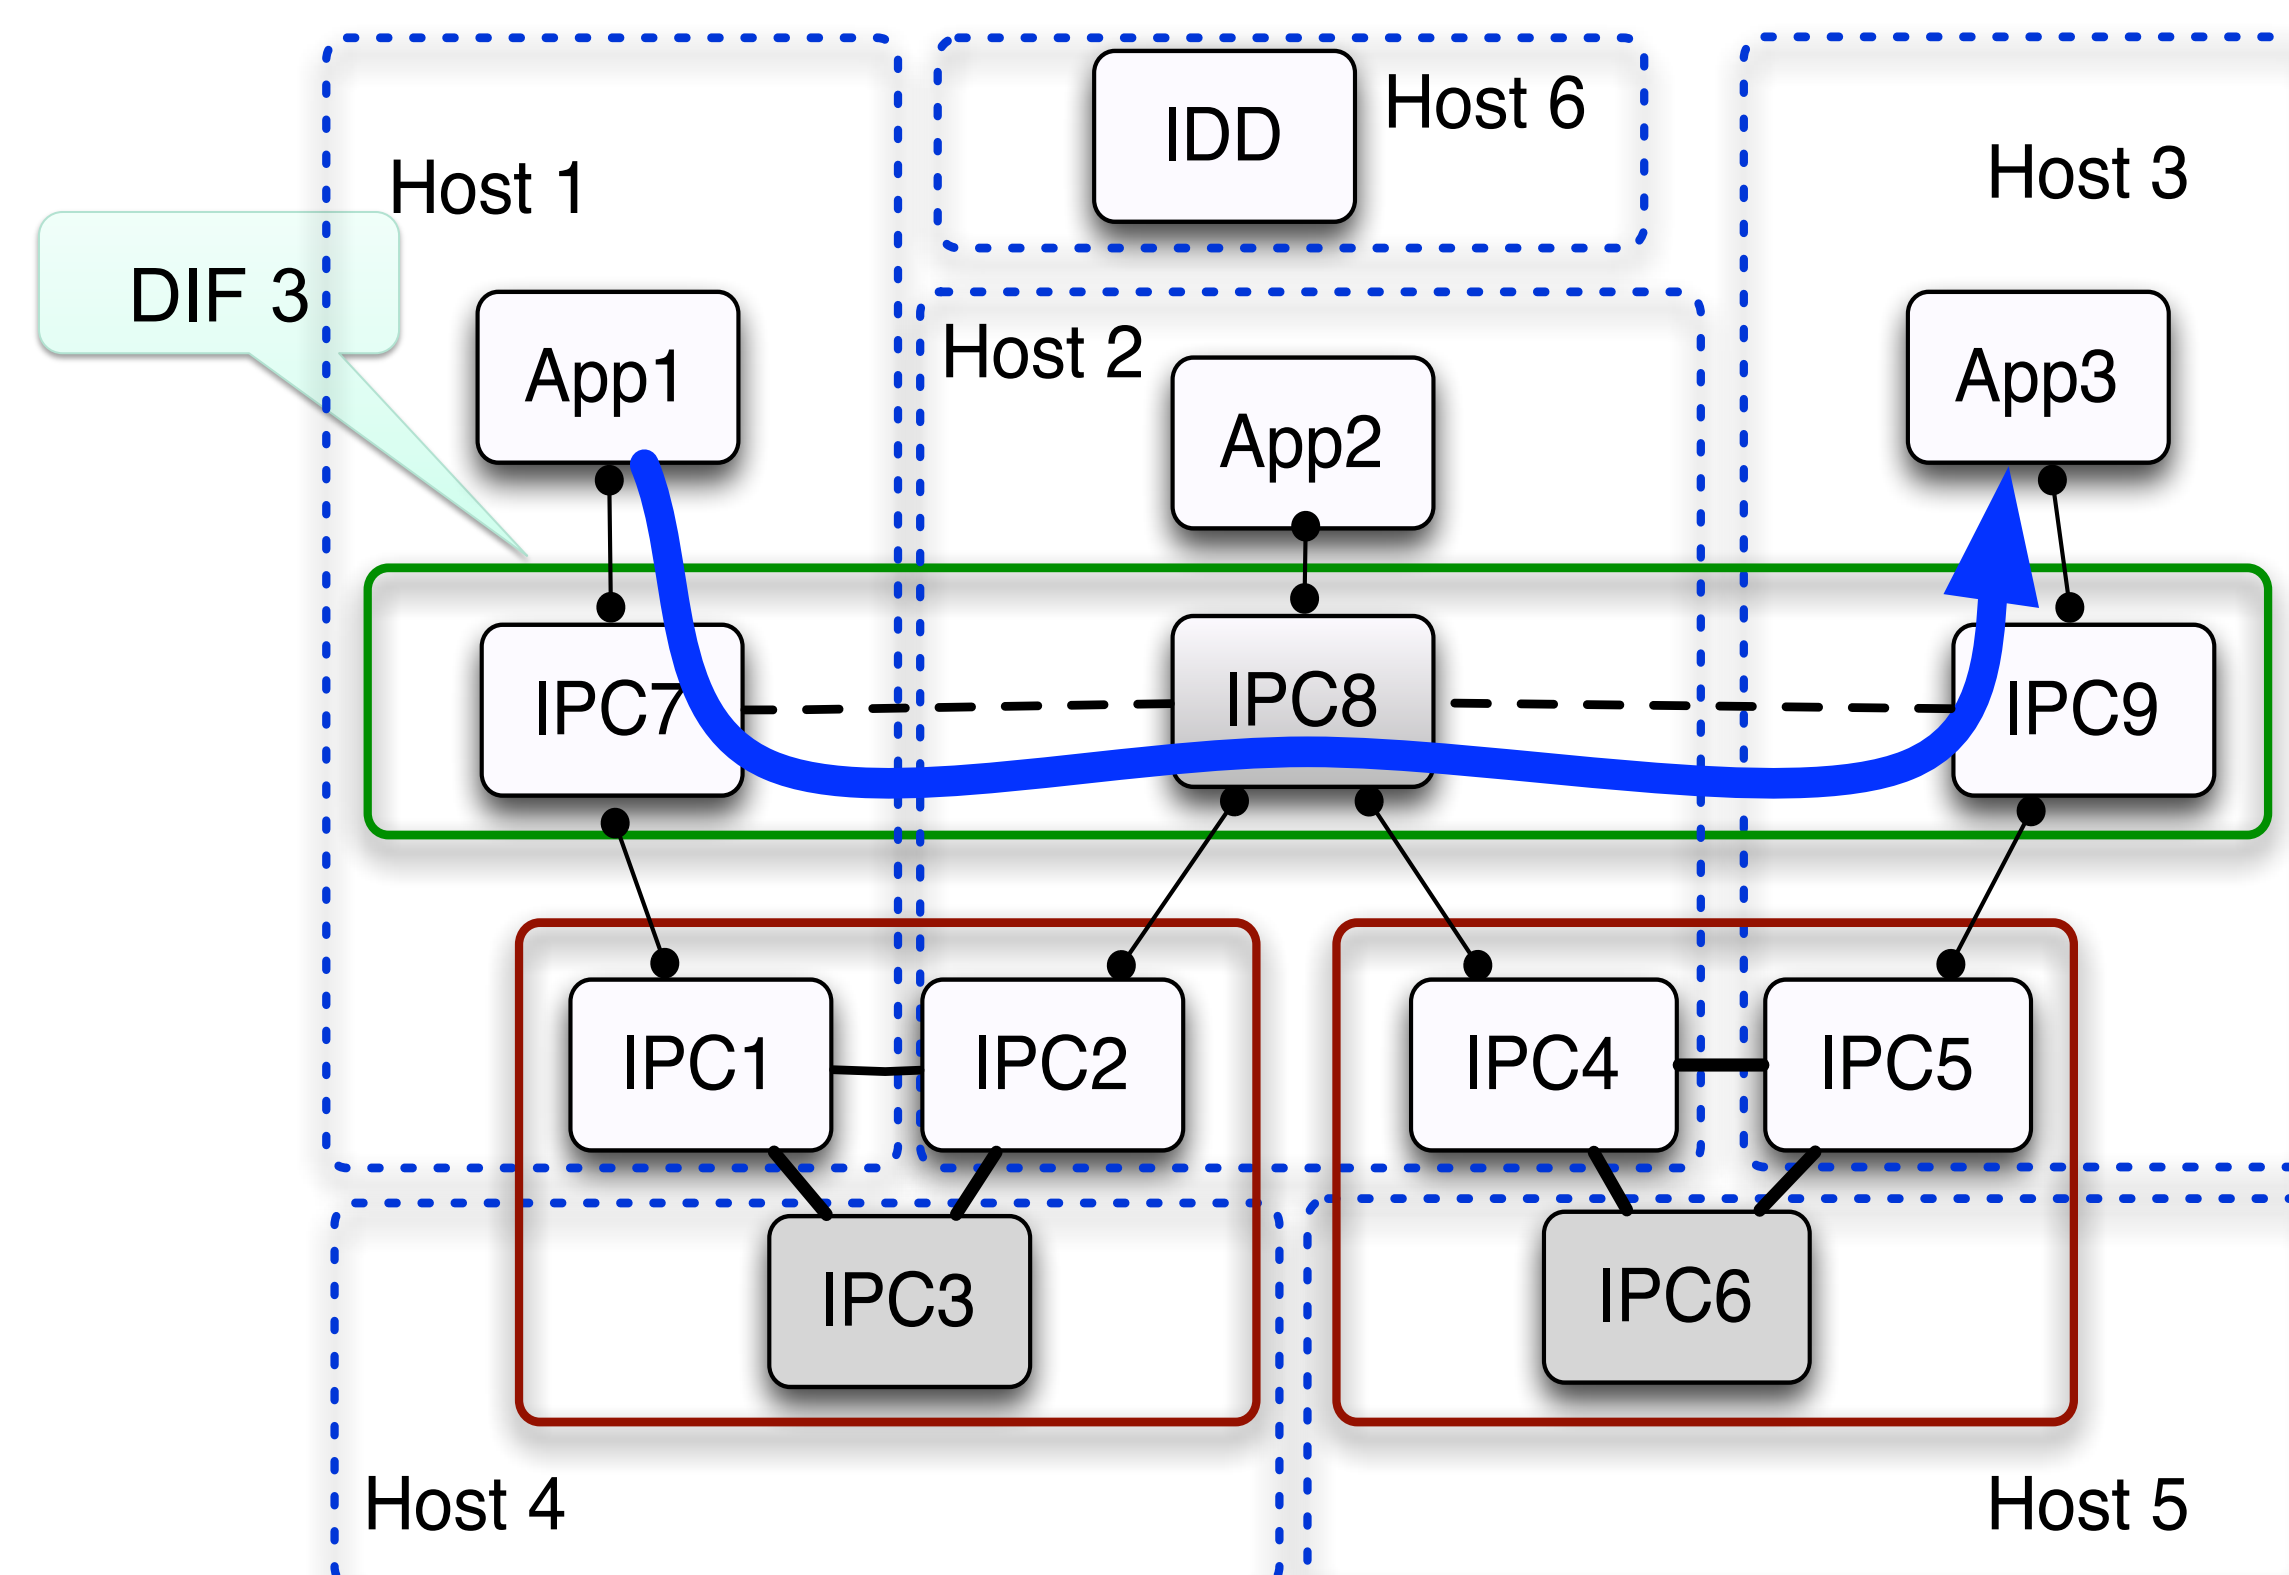 Host 6
IDD
Host 3
Host 1
DIF 3
Host 2
App1
App3
App2
IPC7
IPC8
IPC9
IPC1
IPC2
IPC4
IPC5
IPC3
IPC6
Host 4
Host 5